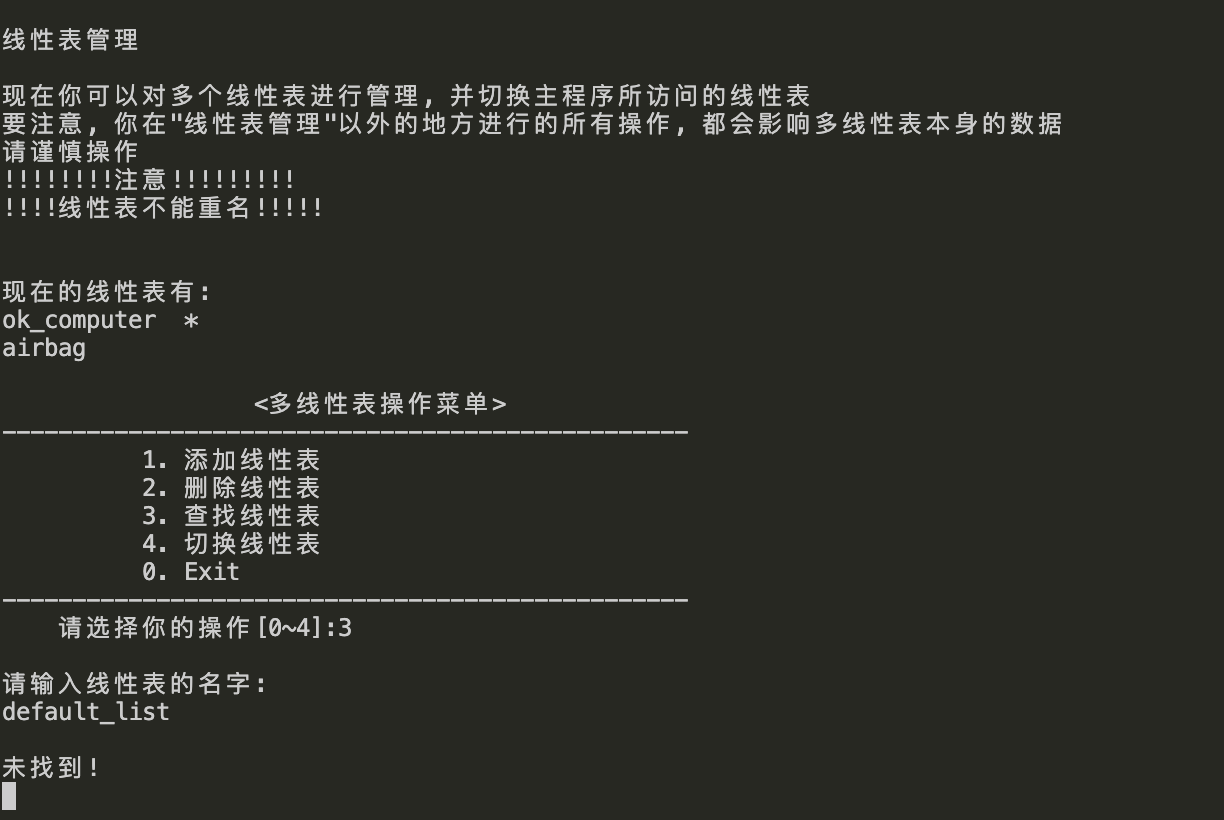 线性表管理
现在你可以对多个线性表进行管理, 并切换主程序所访问的线性表
要注意, 你在"线性表管理"以外的地方进行的所有操作, 都会影响多线性表本身的数据
请谨慎操作
!!!!!!!!注意!!!!!!!!!
!!!!线性表不能重名!!!!!
现在的线性表有:
ok_computer  *
airbag
<多线性表操作菜单>
-------------------------------------------------
1. 添加线性表
2. 删除线性表
3. 查找线性表
4. 切换线性表
0. Exit
-------------------------------------------------
请选择你的操作[0~4]:3
请输入线性表的名字:
default_list
未找到!